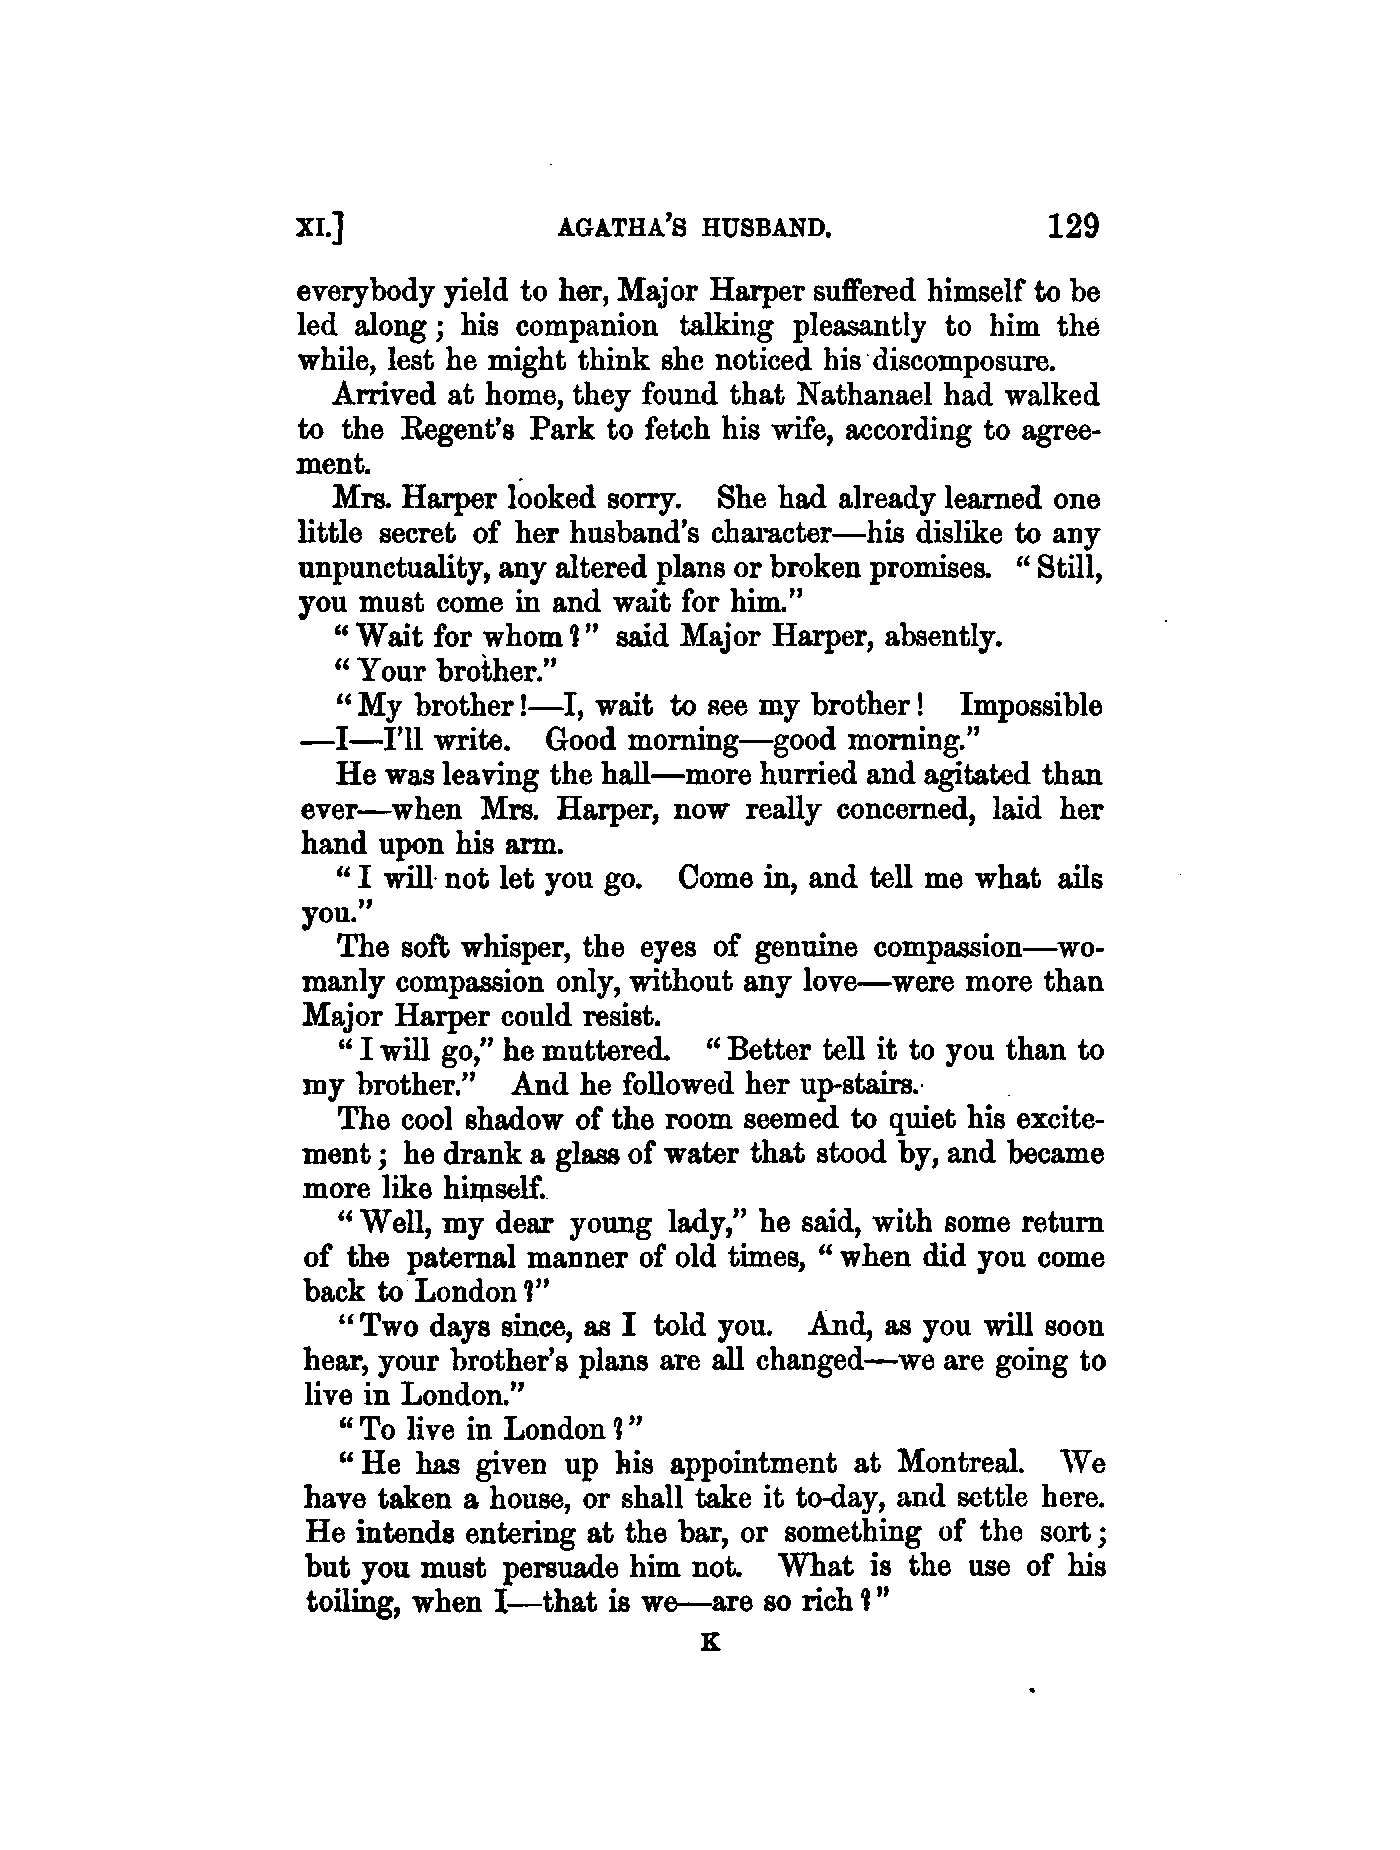 XI.] AGATHA'S HUSBAND. 129
everybody yield to her, Major Harper suffered himself to be
led along; his companion talking pleasantly to him the
while, lest he might think she noticed his discomposure.
Arrived at home, they found that Nathanael had walked
to the Regent's Park to fetch his wife, according to agree-
ment.
Mrs. Harper looked sorry. She had already learned one
little secret of her husband's character—his dislike to any
unpunctuality, any altered plans or broken promises. "Still,
you must come in and wait for him."
"Wait for whom?" said Major Harper, absently.
"Your brother."
"My brother!—I, wait to see my brother! Impossible
—I—I'll write. Good morning—good morning."
He was leaving the hall—more hurried and agitated than
ever—when Mrs. Harper, now really concerned, laid her
hand upon his arm.
"I will not let you go. Come in, and tell me what ails
you."
The soft whisper, the eyes of genuine compassion—wo-
manly compassion only, without any love—were more than
Major Harper could resist.
"I will go," he muttered. "Better tell it to you than to
my brother." And he followed her up-stairs.
The cool shadow of the room seemed to quiet his excite-
ment; he drank a glass of water that stood by, and became
more like himself.
"Well, my dear young lady," he said, with some return
of the paternal manner of old times, "when did you come
back to London?"
"Two days since, as I told you. And, as you will soon
hear, your brother's plans are all changed—we are going to
live in London."
"To live in London?"
"He has given up his appointment at Montreal. We
have taken a house, or shall take it to-day, and settle here.
He intends entering at the bar, or something of the sort;
but you must persuade him not. What is the use of his
toiling, when I—that is we—are so rich?"
K